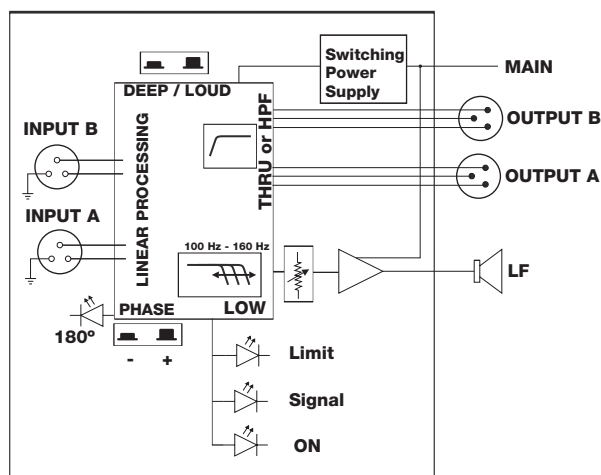 Switching
Power
Supply
MAIN
DEEP / LOUD
INPUT B
OUTPUT B
THRU or HPF
LINEAR PROCESSING
OUTPUT A
INPUT A
100 Hz - 160 Hz
LF
PHASE
LOW
180º
- +
Limit
Signal
ON